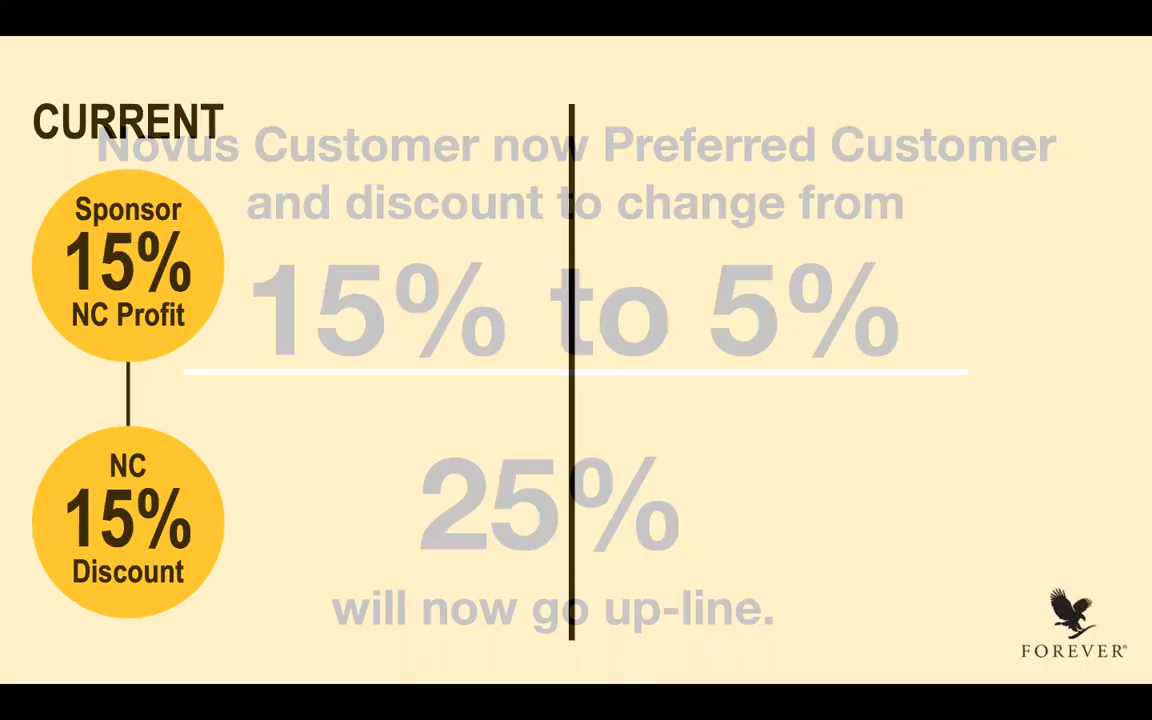 CURRENT
Novus Customer now Preferred Customer
and discount to change from
15% to 5%
25%
will now go up-line.
Sponsor
15%
NC Profit
NC
15%
Discount
FOREVER®